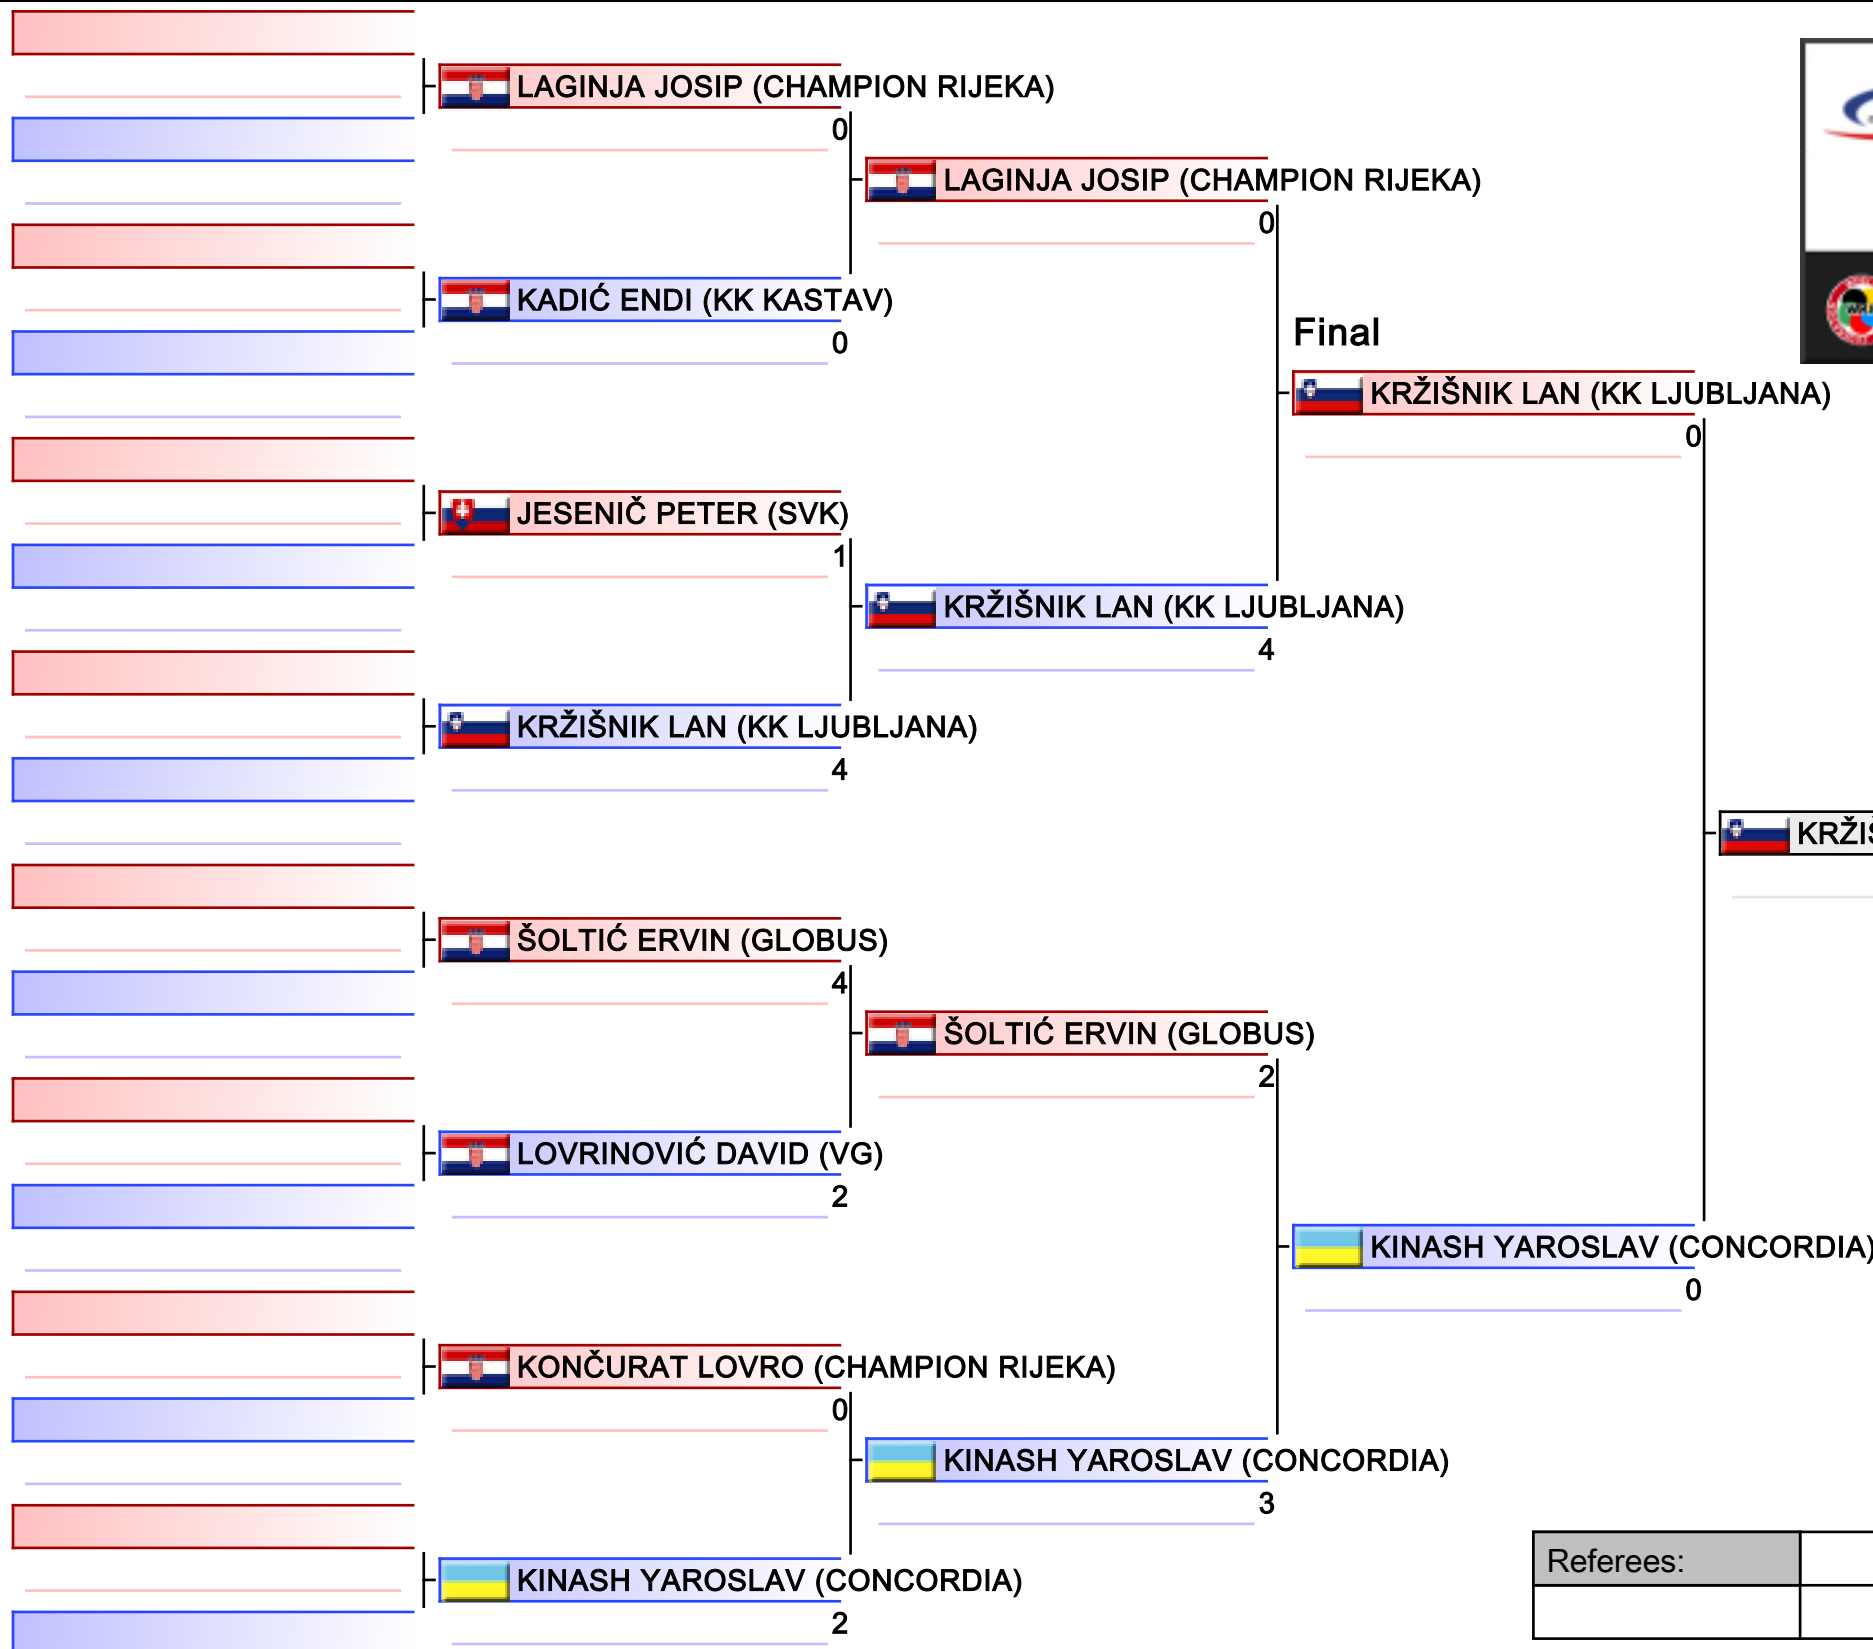 LAGINJA JOSIP (CHAMPION RIJEKA)
0
LAGINJA JOSIP (CHAMPION RIJEKA)
0
KADIĆ ENDI (KK KASTAV)
0
Final
KRŽIŠNIK LAN (KK LJUBLJANA)
0
JESENIČ PETER (SVK)
1
KRŽIŠNIK LAN (KK LJUBLJANA)
4
KRŽIŠNIK LAN (KK LJUBLJANA)
4
ŠOLTIĆ ERVIN (GLOBUS)
4
ŠOLTIĆ ERVIN (GLOBUS)
2
LOVRINOVIĆ DAVID (VG)
2
KINASH YAROSLAV (CONCORDIA)
0
KONČURAT LOVRO (CHAMPION RIJEKA)
0
KINASH YAROSLAV (CONCORDIA)
3
KINASH YAROSLAV (CONCORDIA)
2
Referees: